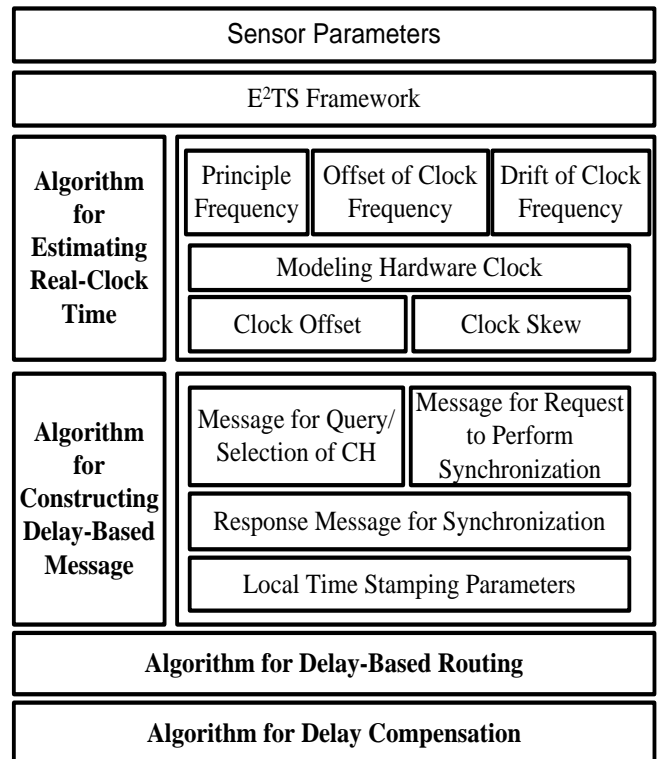 Sensor Parameters
E²TS Framework
Algorithm
for
Estimating
Real-Clock
Time
Principle
Frequency
Offset of Clock
Frequency
Drift of Clock
Frequency
Modeling Hardware Clock
Clock Offset
Clock Skew
Algorithm
for
Constructing
Delay-Based
Message
Message for Query/
Selection of CH
Message for Request
to Perform
Synchronization
Response Message for Synchronization
Local Time Stamping Parameters
Algorithm for Delay-Based Routing
Algorithm for Delay Compensation